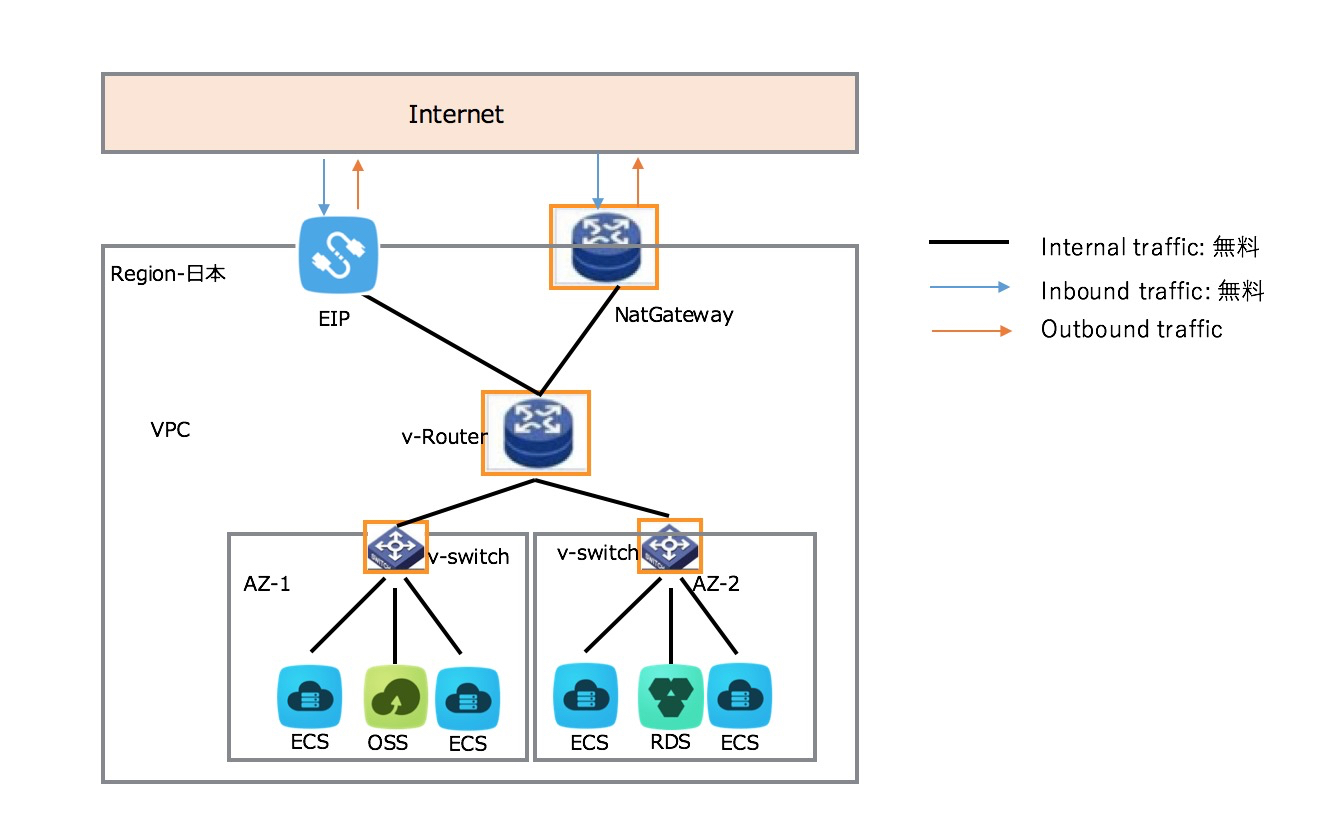 Internet
Region-日本
EIP
NatGateway
Internal traffic: 無料
Inbound traffic: 無料
Outbound traffic
VPC
v-Router
v-switch
v-switch
AZ-1
AZ-2
ECS
OSS
ECS
ECS
RDS
ECS